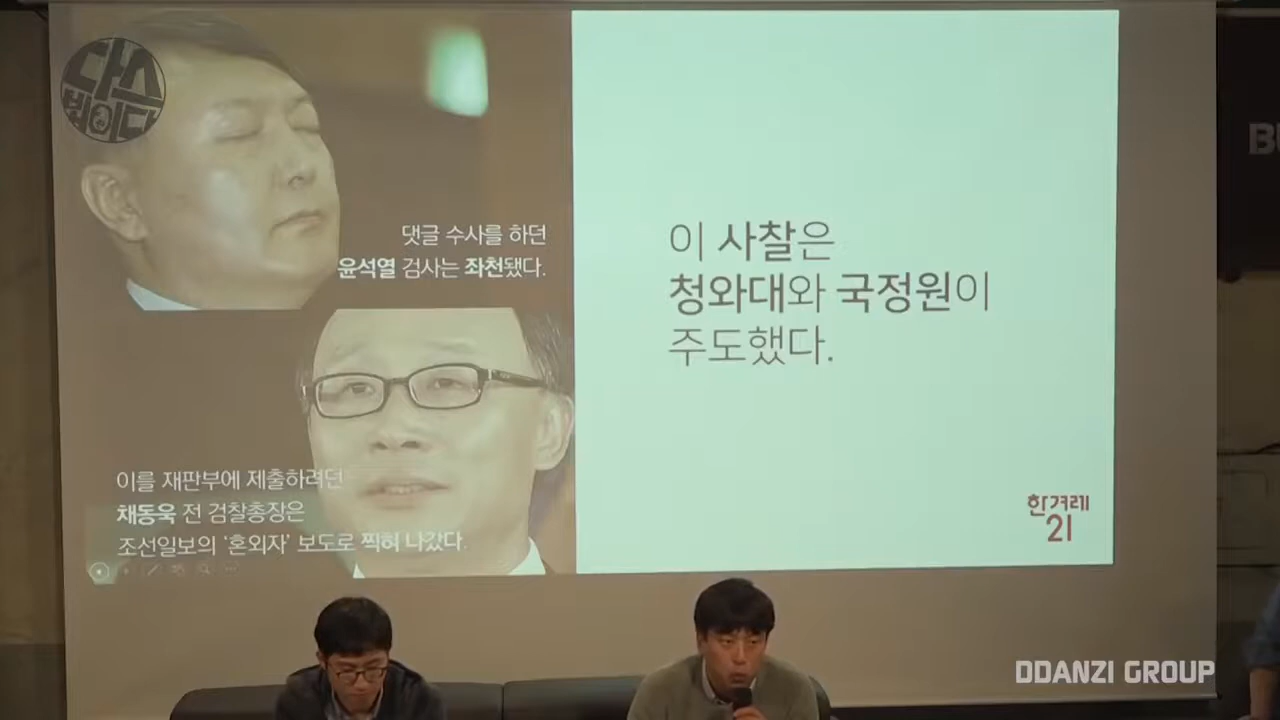 다스
뵈이다
댓글 수사를 하던
윤석열 검사는 좌천됐다.
이를 재판부에 제출하려던
채동욱 전 검찰총장은
조선일보의 '혼외자' 보도로 찍혀 나갔다.
이 사찰은
청와대와 국정원이
주도했다.
한겨레
21
DDANZI GROUP